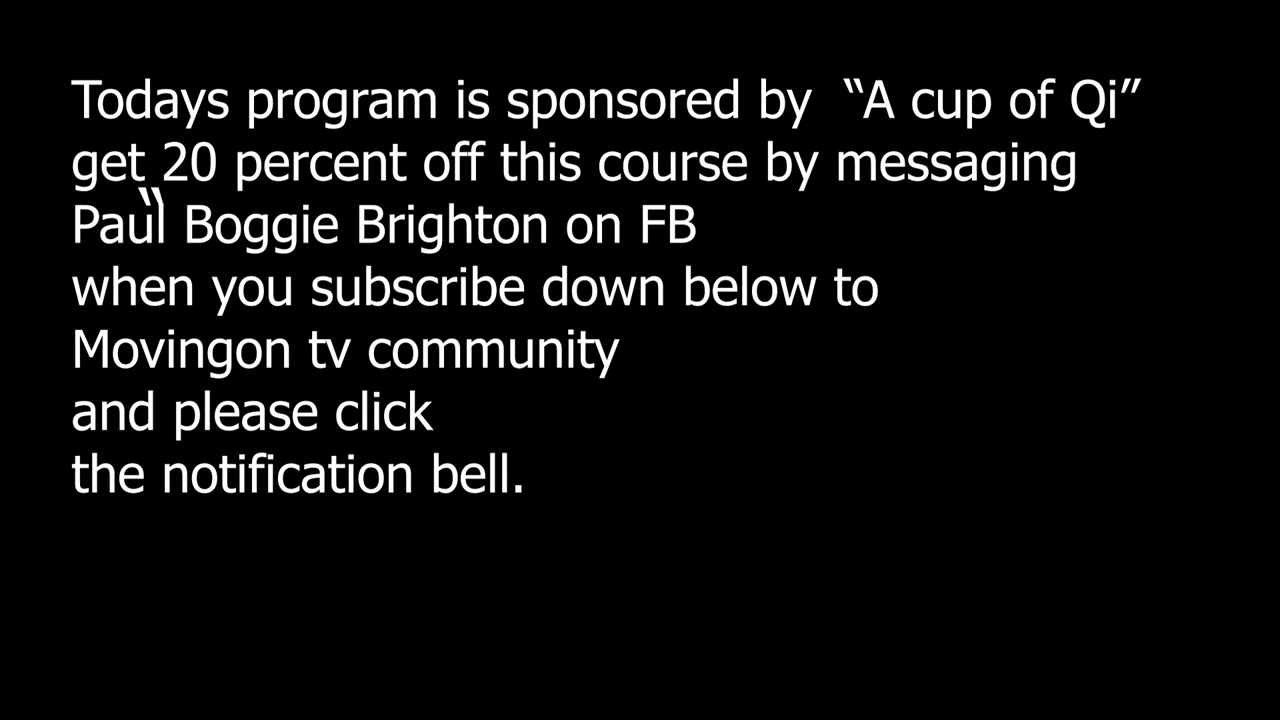 Todays program is sponsored by “A cup of Qi”
get 20 percent off this course by messaging
“
Paul Boggie Brighton on FB
when you subscribe down below to
Movingon tv community
and please click
the notification bell.